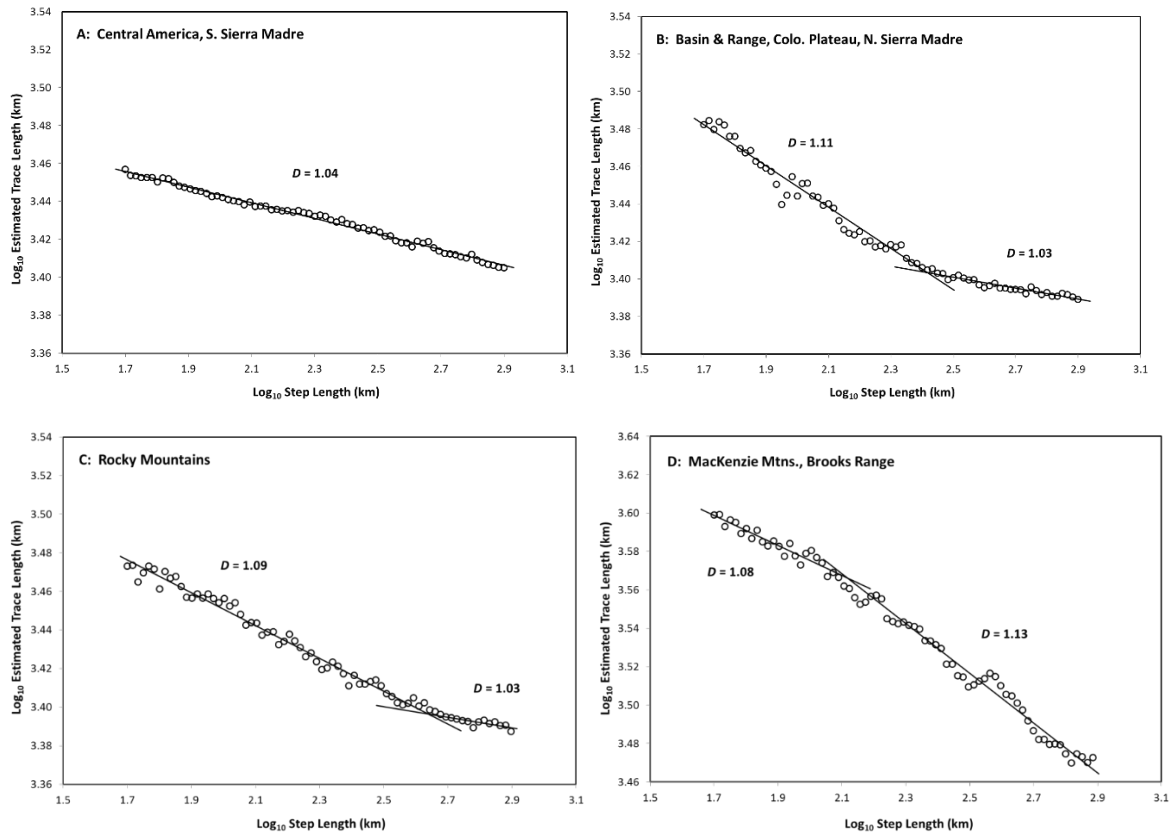 A: Central America, S. Sierra Madre
Log10 Estimated Trace Length (km)
3.54
3.52
3.50
3.48
3.46
3.44
3.42
3.40
3.38
3.36
D = 1.04
1.5 1.7 1.9 2.1 2.3 2.5 2.7 2.9 3.1
Log10 Step Length (km)
B: Basin & Range, Colo. Plateau, N. Sierra Madre
Log10 Estimated Trace Length (km)
3.54
3.52
3.50
3.48
3.46
3.44
3.42
3.40
3.38
3.36
D = 1.11
D = 1.03
1.5 1.7 1.9 2.1 2.3 2.5 2.7 2.9 3.1
Log10 Step Length (km)
C: Rocky Mountains
Log10 Estimated Trace Length (km)
3.54
3.52
3.50
3.48
3.46
3.44
3.42
3.40
3.38
3.36
D = 1.09
D = 1.03
1.5 1.7 1.9 2.1 2.3 2.5 2.7 2.9 3.1
Log10 Step Length (km)
D: MacKenzie Mtns., Brooks Range
Log10 Estimated Trace Length (km)
3.64
3.62
3.60
3.58
3.56
3.54
3.52
3.50
3.48
3.46
D = 1.08
D = 1.13
1.5 1.7 1.9 2.1 2.3 2.5 2.7 2.9 3.1
Log10 Step Length (km)